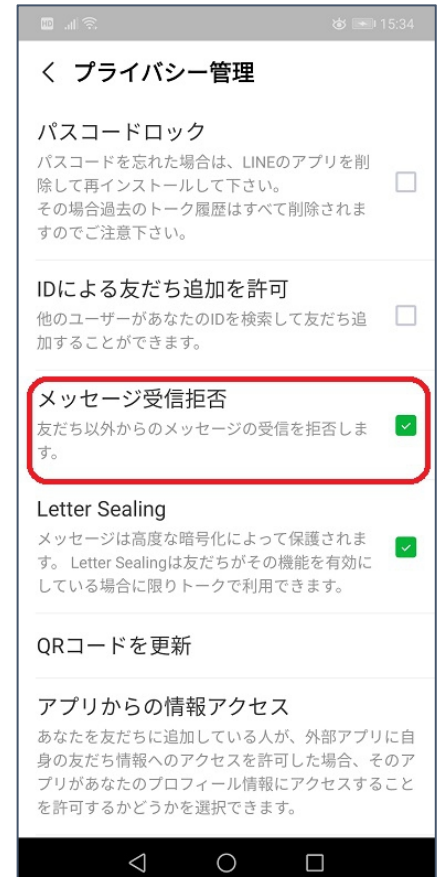 HD 15:34
プライバシー管理
パスコードロック
パスコードを忘れた場合は、LINEのアプリを削
除して再インストールして下さい。
その場合過去のトーク履歴はすべて削除されま
すのでご注意下さい。
IDによる友だち追加を許可
他のユーザーがあなたのIDを検索して友だち追
加することができます。
メッセージ受信拒否
友だち以外からのメッセージの受信を拒否しま
す。
Letter Sealing
メッセージは高度な暗号化によって保護されま
す。 Letter Sealingは友だちがその機能を有効に
している場合に限りトークで利用できます。
QRコードを更新
アプリからの情報アクセス
あなたを友だちに追加している人が、外部アプリに自
身の友だち情報へのアクセスを許可した場合、そのア
プリがあなたのプロフィール情報にアクセスすること
を許可するかどうかを選択できます。